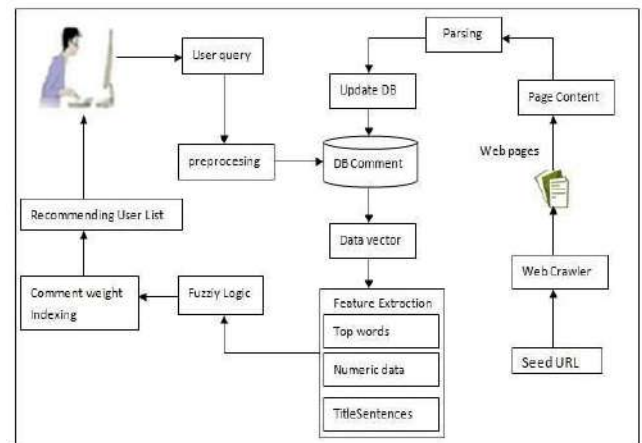 Parsing
User query
Update DB
Page Content
Web pages
preprocesing
DB Comment
Recommending User List
Data vector
Web Crawler
Comment weight
Indexing
Fuzziy Logic
Feature Extraction
Top words
Numeric data
TitleSentences
Seed URL